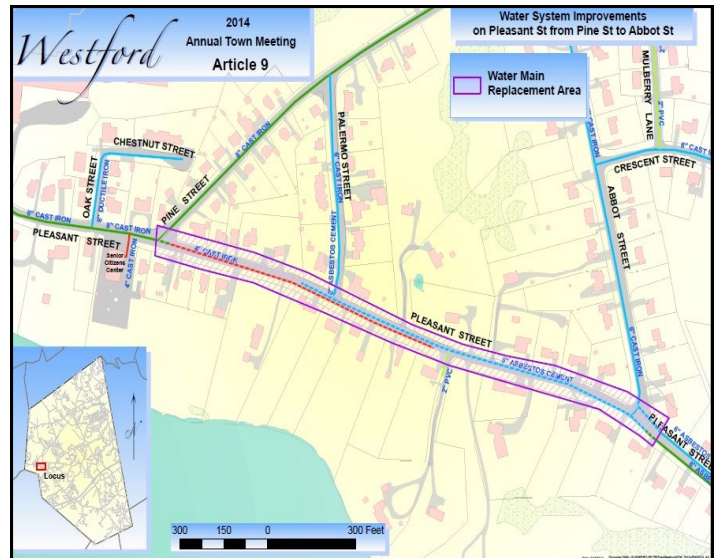 Westford
2014
Annual Town Meeting
Article 9
Water System Improvements
on Pleasant St from Pine St to Abbot St
Water Main
Replacement Area
MULBERRY LANE
2" PVC
CHESTNUT STREET
OAK STREET
6" DUCTILE IRON
PINE STREET
8" CAST IRON
PALERMO STREET
6" CAST IRON
6" ASBESTOS CEMENT
CRESCENT STREET
ABBOT STREET
6" CAST IRON
8" CAST IRON
8" CAST IRON
PLEASANT STREET
Senior
Citizens
Center
4" CAST IRON
PLEASANT STREET
2" PVC
6" ASBESTOS CEMENT
PLEASANT STREET
6" ASBESTOS
N
Locus
300 150 0 300 Feet